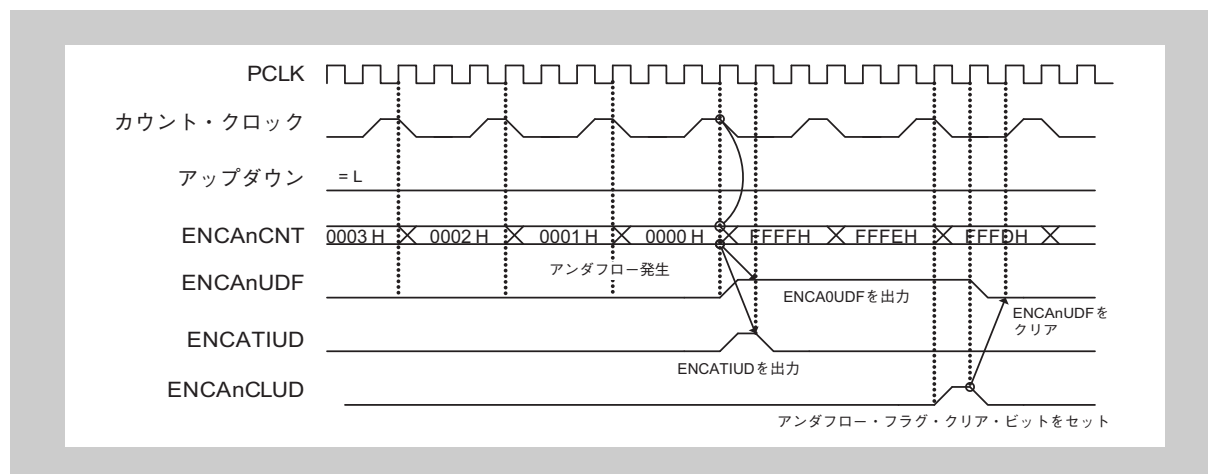 PCLK
カウント・クロック
アップダウン = L
ENCAnCNT 0003 H 0002 H 0001 H 0000 H FFFFH FFFEH FFFDH
アンダフロー発生
ENCAnUDF
ENCA0UDFを出力
ENCAnUDFを
クリア
ENCATIUD
ENCATIUDを出力
ENCAnCLUD
アンダフロー・フラグ・クリア・ビットをセット